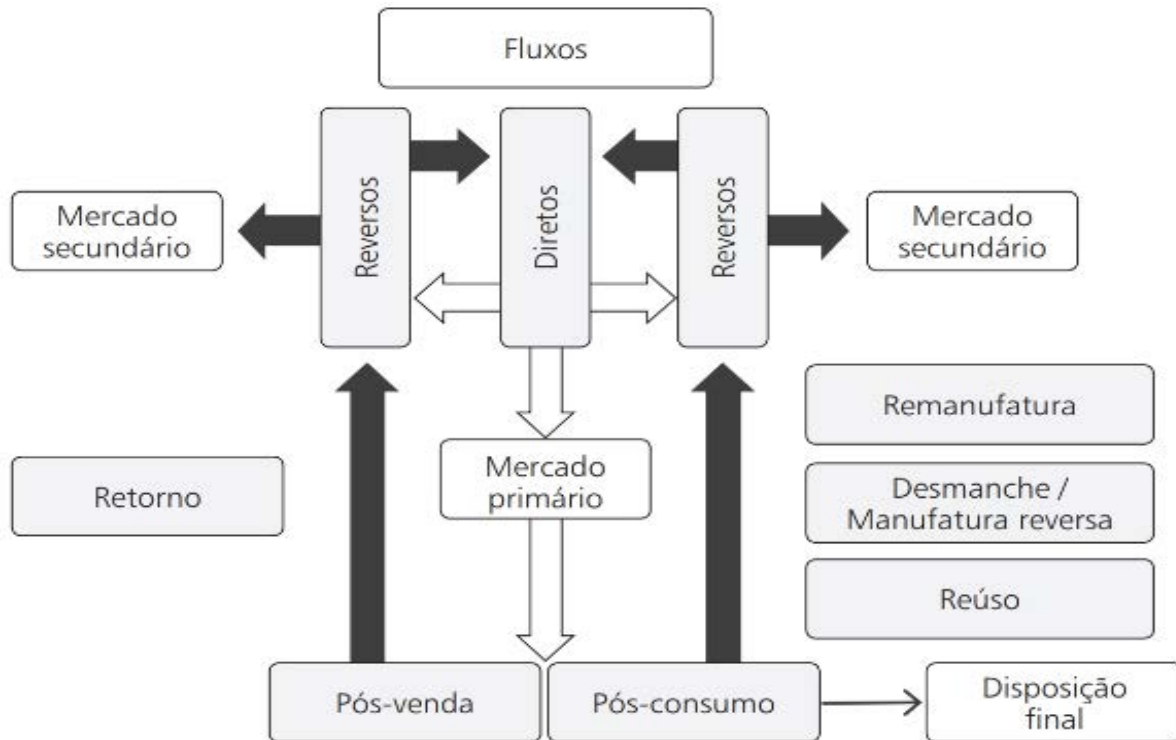 Fluxos
Reversos
Diretos
Reversos
Mercado
secundário
Mercado
secundário
Remanufatura
Mercado
primário
Retorno
Desmanche /
Manufatura reversa
Reúso
Pós-venda
Pós-consumo
Disposição
final